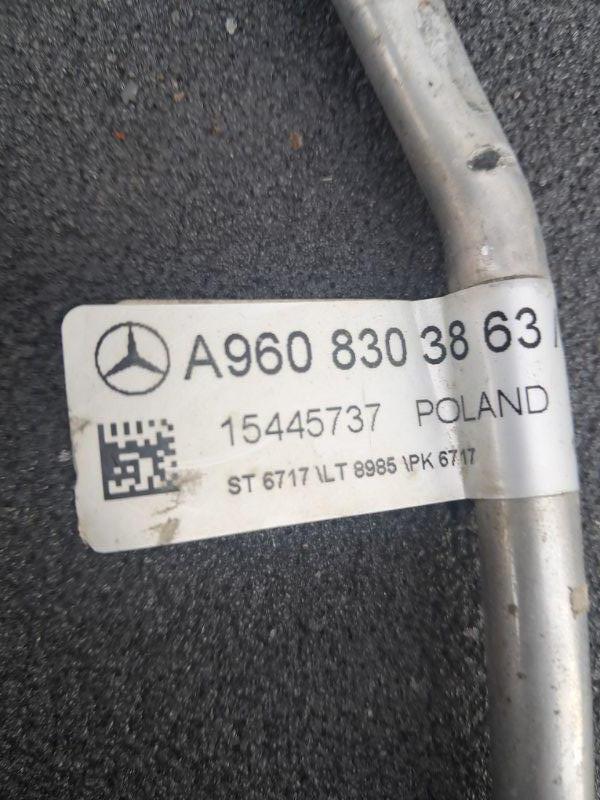 A960 830 38 63 /
15445737 POLAND
ST 6717 \LT 8985 \PK 6717